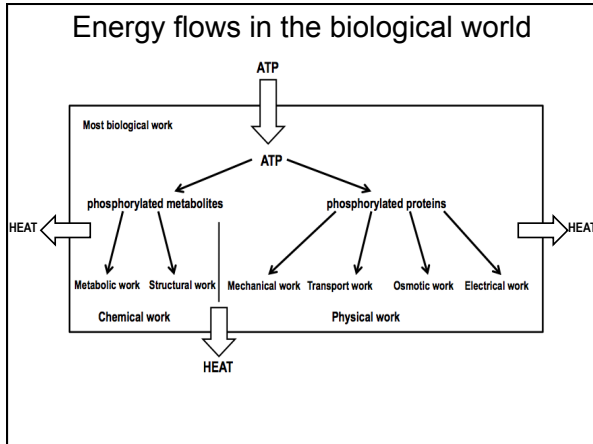 Energy flows in the biological world
ATP
Most biological work
ATP
phosphorylated metabolites
phosphorylated proteins
HEAT
HEAT
Metabolic work
Structural work
Mechanical work
Transport work
Osmotic work
Electrical work
Chemical work
Physical work
HEAT